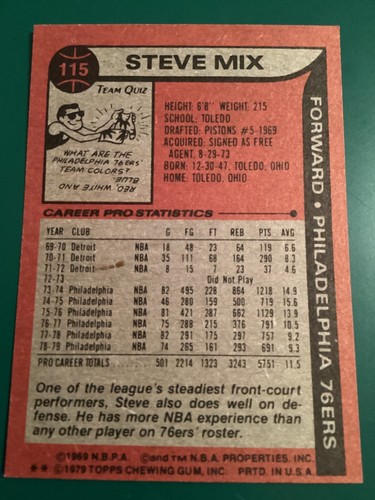 115
STEVE MIX
TEAM QUIZ
WHAT ARE THE
PHILADELPHIA 76ERS'
TEAM COLORS?
RED, WHITE AND
BLUE.
HEIGHT: 6'8" WEIGHT: 215
SCHOOL: TOLEDO
DRAFTED: PISTONS #5-1969
ACQUIRED: SIGNED AS FREE
AGENT, 8-29-73
BORN: 12-30-47, TOLEDO, OHIO
HOME: TOLEDO, OHIO
FORWARD • PHILADELPHIA 76ERS
CAREER PRO STATISTICS
YEAR CLUB G FG FT REB PTS AVG
69-70 Detroit NBA 18 48 23 64 119 6.6
70-71 Detroit NBA 35 111 68 164 290 8.3
71-72 Detroit NBA 8 15 7 23 37 4.6
72-73 Did Not Play
73-74 Philadelphia NBA 82 495 228 864 1218 14.9
74-75 Philadelphia NBA 46 280 159 500 719 15.6
75-76 Philadelphia NBA 81 421 287 662 1129 13.9
76-77 Philadelphia NBA 75 288 215 376 791 10.5
77-78 Philadelphia NBA 82 291 175 297 757 9.2
78-79 Philadelphia NBA 74 265 161 293 691 9.3
PRO CAREER TOTALS 501 2214 1323 3243 5751 11.5
One of the league's steadiest front-court
performers, Steve also does well on de-
fense. He has more NBA experience than
any other player on 76ers' roster.
©1969 N.B.P.A. ©and ™ N.B.A. PROPERTIES, INC.
** ©1979 TOPPS CHEWING GUM, INC. PRTD. IN U.S.A.